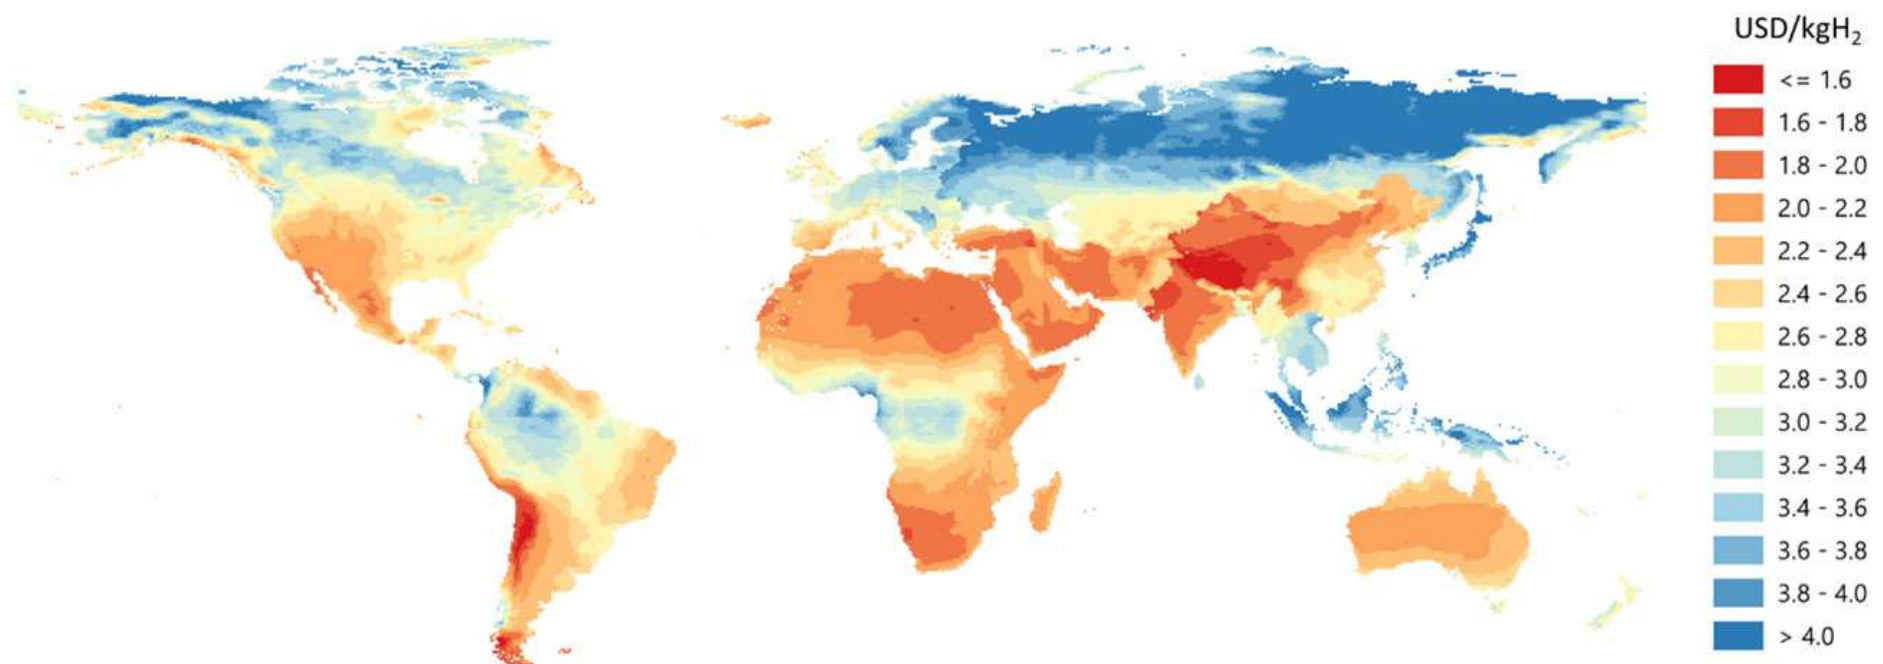 USD/kgH₂
<= 1.6
1.6 - 1.8
1.8 - 2.0
2.0 - 2.2
2.2 - 2.4
2.4 - 2.6
2.6 - 2.8
2.8 - 3.0
3.0 - 3.2
3.2 - 3.4
3.4 - 3.6
3.6 - 3.8
3.8 - 4.0
> 4.0